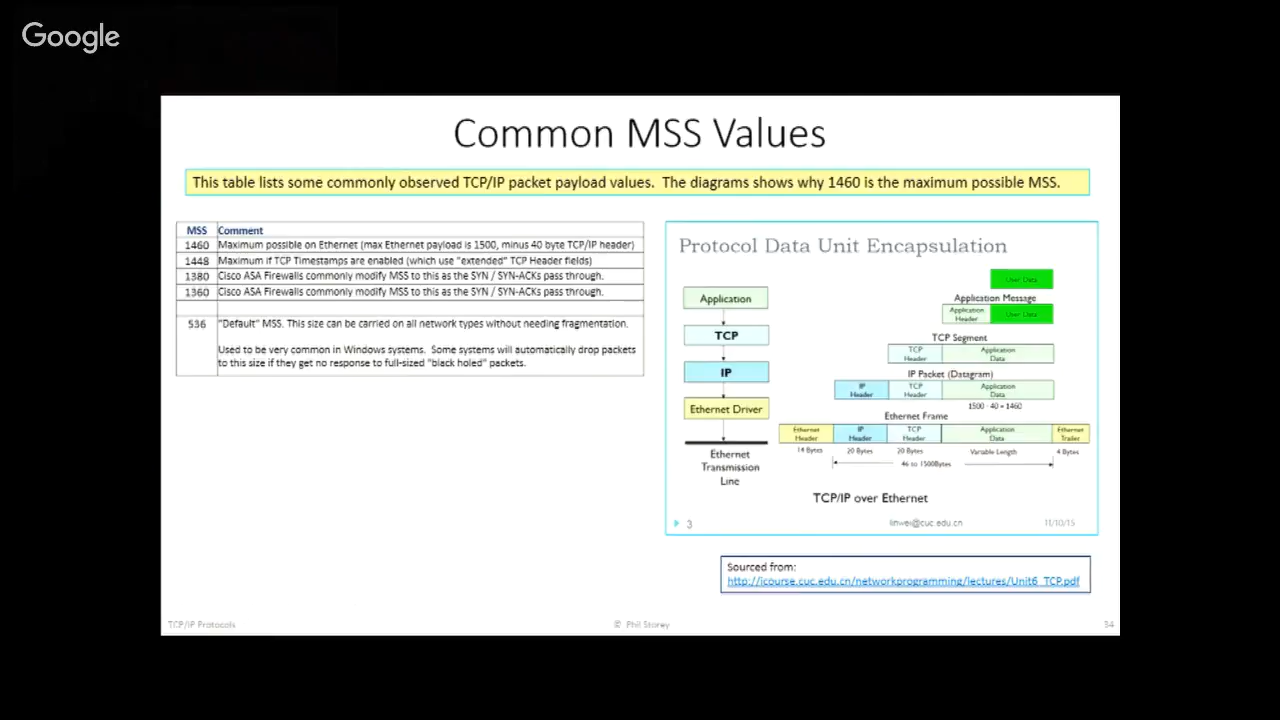 Google
Common MSS Values
This table lists some commonly observed TCP/IP packet payload values. The diagrams shows why 1460 is the maximum possible MSS.
MSS Comment
1460 Maximum possible on Ethernet (max Ethernet payload is 1500, minus 40 byte TCP/IP header)
1448 Maximum if TCP Timestamps are enabled (which use "extended" TCP Header fields)
1380 Cisco ASA Firewalls commonly modify MSS to this as the SYN / SYN-ACKs pass through.
1360 Cisco ASA Firewalls commonly modify MSS to this as the SYN / SYN-ACKs pass through.
536 "Default" MSS. This size can be carried on all network types without needing fragmentation.
Used to be very common in Windows systems. Some systems will automatically drop packets
to this size if they get no response to full-sized "black holed" packets.
Protocol Data Unit Encapsulation
Application
TCP
IP
Ethernet Driver
Ethernet
Transmission
Line
User Data
Application Message
Application
Header
User Data
TCP Segment
TCP
Header
Application
Data
IP Packet (Datagram)
IP
Header
TCP
Header
Application
Data
1500 - 40 = 1460
Ethernet Frame
Ethernet
Header
IP
Header
TCP
Header
Application
Data
Ethernet
Trailer
14 Bytes
20 Bytes
20 Bytes
Variable Length
4 Bytes
46 to 1500Bytes
TCP/IP over Ethernet
3
linwei@cuc.edu.cn
11/10/15
Sourced from:
http://icourse.cuc.edu.cn/networkprogramming/lectures/Unit6_TCP.pdf
TCP/IP Protocols
© Phil Storey
34